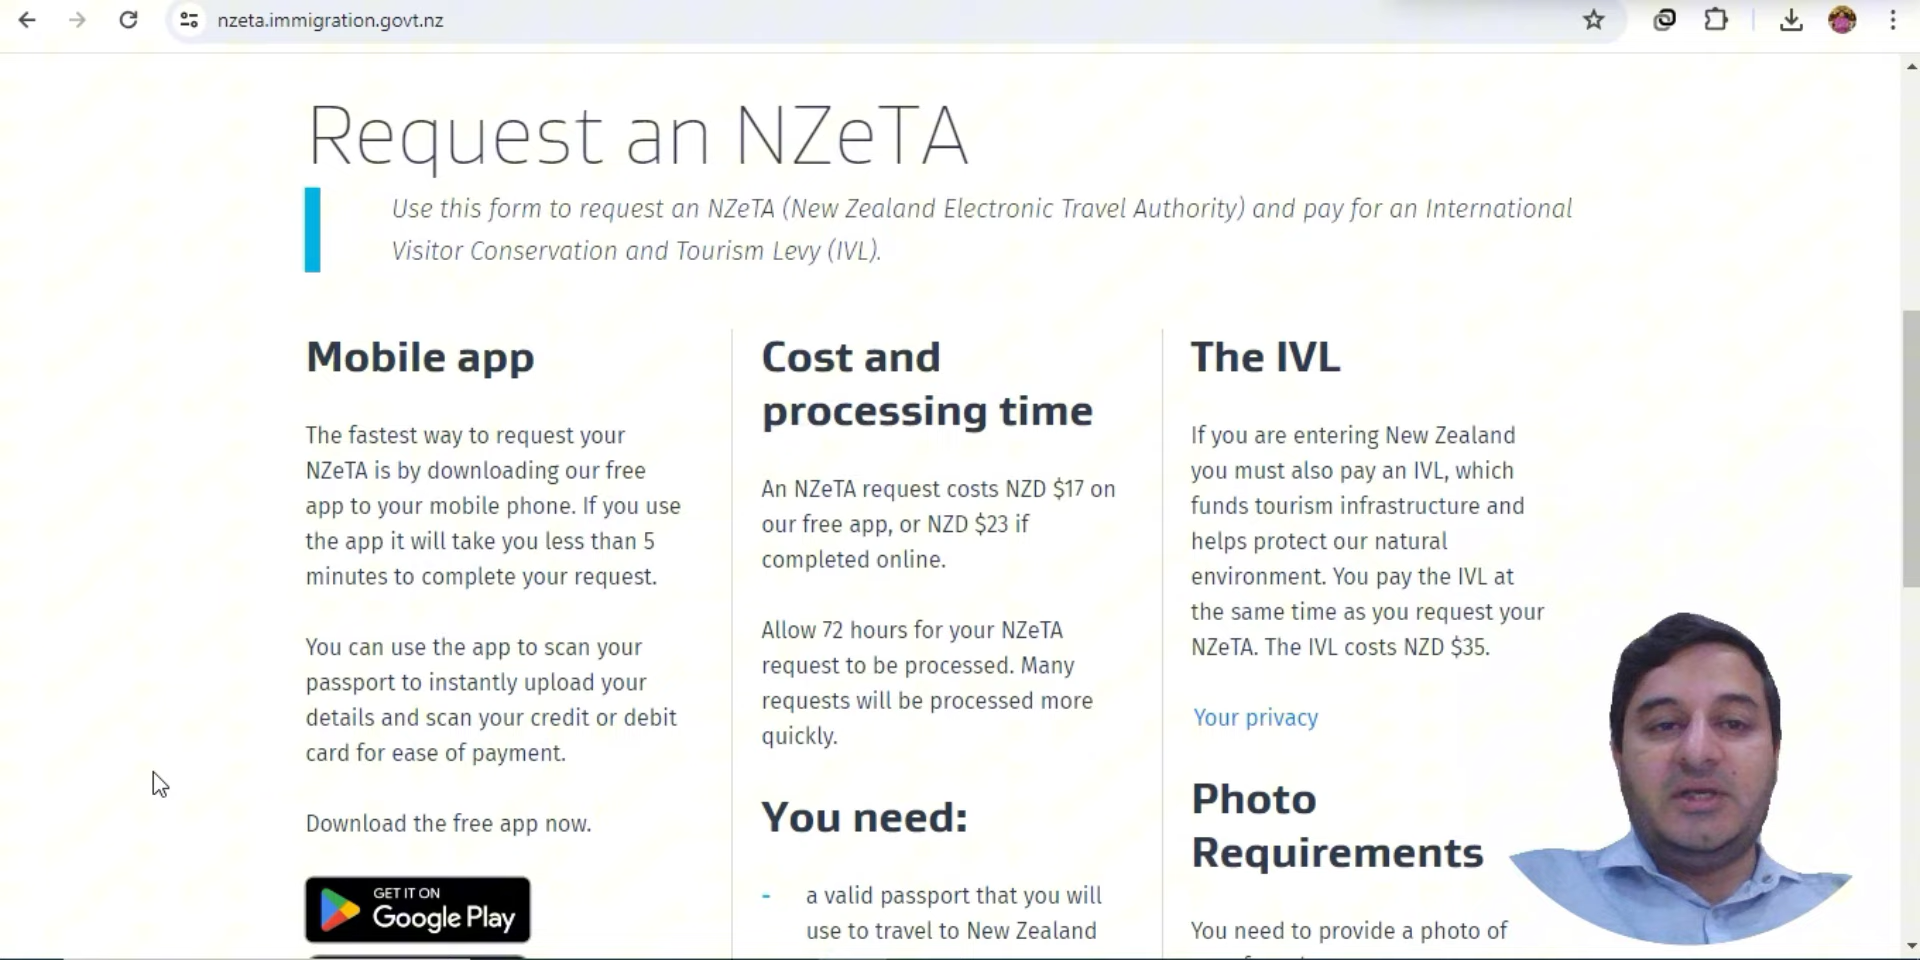 nzeta.immigration.govt.nz
Request an NZeTA
Use this form to request an NZeTA (New Zealand Electronic Travel Authority) and pay for an International
Visitor Conservation and Tourism Levy (IVL).
Mobile app
The fastest way to request your
NZeTA is by downloading our free
app to your mobile phone. If you use
the app it will take you less than 5
minutes to complete your request.
You can use the app to scan your
passport to instantly upload your
details and scan your credit or debit
card for ease of payment.
Download the free app now.
GET IT ON
Google Play
Cost and
processing time
An NZeTA request costs NZD $17 on
our free app, or NZD $23 if
completed online.
Allow 72 hours for your NZeTA
request to be processed. Many
requests will be processed more
quickly.
You need:
- a valid passport that you will
use to travel to New Zealand
The IVL
If you are entering New Zealand
you must also pay an IVL, which
funds tourism infrastructure and
helps protect our natural
environment. You pay the IVL at
the same time as you request your
NZeTA. The IVL costs NZD $35.
Your privacy
Photo
Requirements
You need to provide a photo of